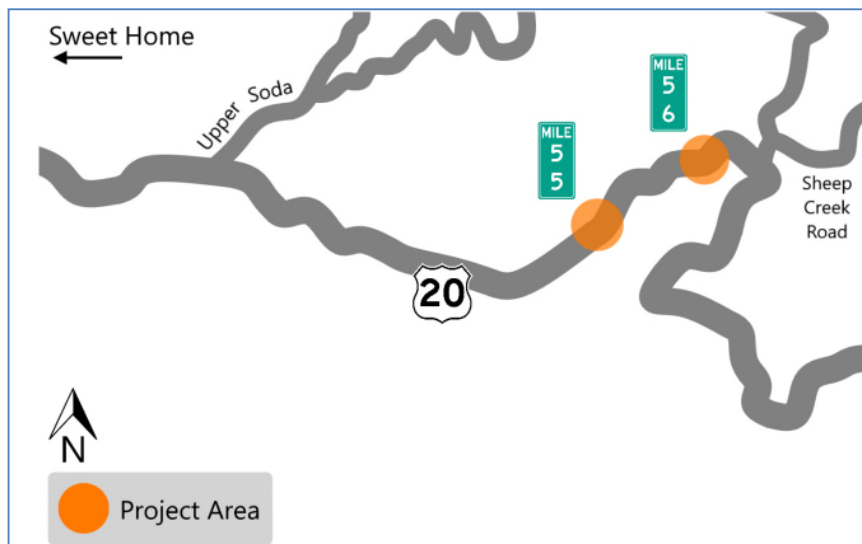 Sweet Home
Upper Soda
MILE
5
6
MILE
5
5
Sheep
Creek
Road
20
N
Project Area